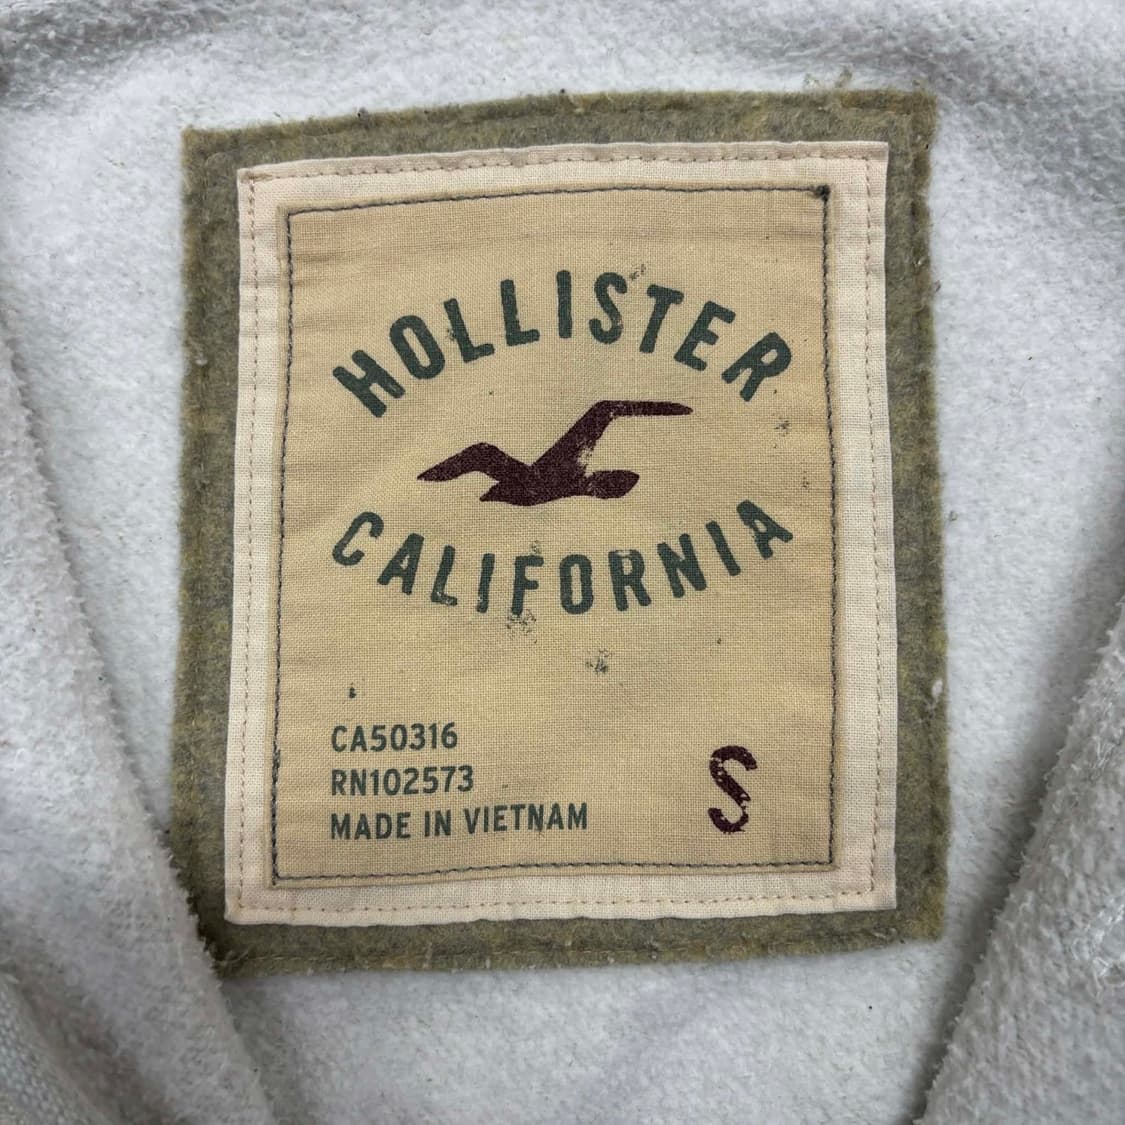 HOLLISTER
CALIFORNIA
CA50316
RN102573
MADE IN VIETNAM
S